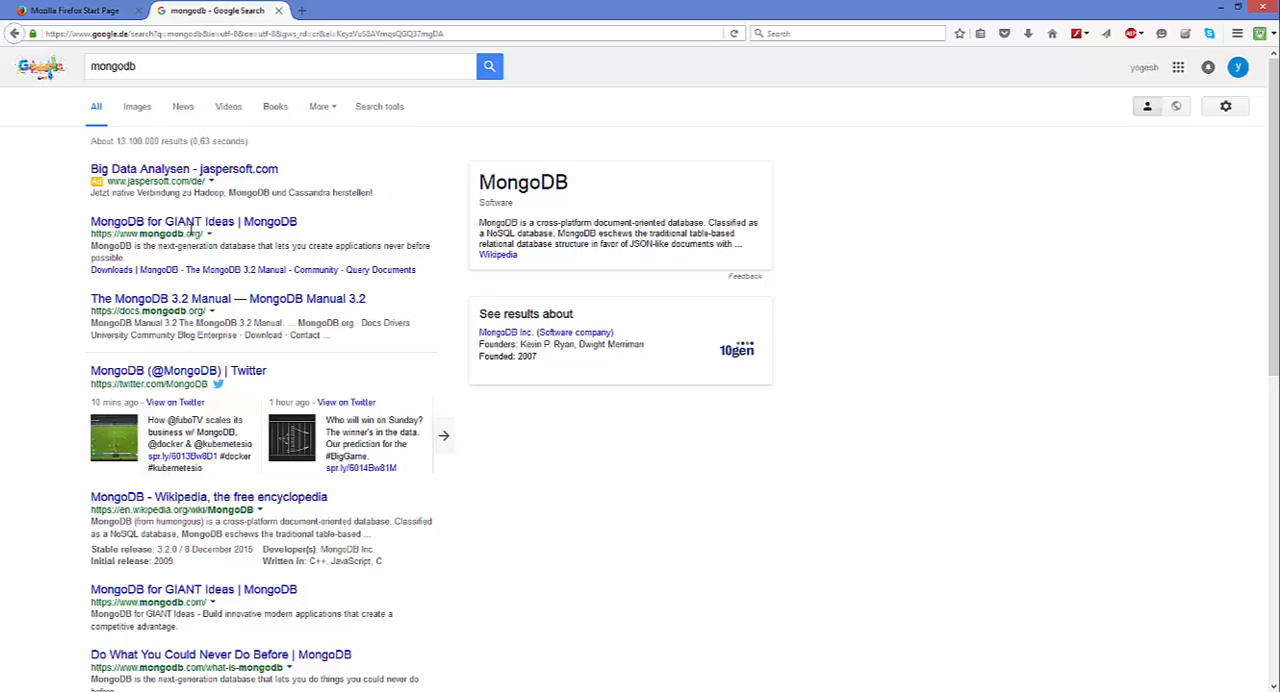 Mozilla Firefox Start Page
mongodb - Google Search
https://www.google.de/search?q=mongodb&ie=utf-8&oe=utf-8&gws_rd=cr&ei=
Search
mongodb
yogesh
y
All
Images
News
Videos
Books
More
Search tools
About 13.100.000 results (0,63 seconds)
Big Data Analysen - jaspersoft.com
Ad www.jaspersoft.com/de/
Jetzt native Verbindung zu Hadoop, MongoDB und Cassandra herstellen!
MongoDB for GIANT Ideas | MongoDB
https://www.mongodb.org/
MongoDB is the next-generation database that lets you create applications never before
possible.
Downloads | MongoDB - The MongoDB 3.2 Manual - Community - Query Documents
The MongoDB 3.2 Manual — MongoDB Manual 3.2
https://docs.mongodb.org/
MongoDB Manual 3.2 The MongoDB 3.2 Manual. ... MongoDB.org · Docs Drivers
University Community Blog Enterprise · Download · Contact ...
MongoDB (@MongoDB) | Twitter
https://twitter.com/MongoDB
10 mins ago - View on Twitter
How @fuboTV scales its
business w/ MongoDB,
@docker & @kubernetesio
spr.ly/6013Bw8D1 #docker
#kubernetesio
1 hour ago - View on Twitter
Who will win on Sunday?
The winner's in the data.
Our prediction for the
#BigGame.
spr.ly/6014Bw81M
MongoDB - Wikipedia, the free encyclopedia
https://en.wikipedia.org/wiki/MongoDB
MongoDB (from humongous) is a cross-platform document-oriented database. Classified
as a NoSQL database, MongoDB eschews the traditional table-based ...
Stable release: 3.2.0 / 8 December 2015 Developer(s): MongoDB Inc.
Initial release: 2009 Written in: C++, JavaScript, C
MongoDB for GIANT Ideas | MongoDB
https://www.mongodb.com/
MongoDB for GIANT Ideas - Build innovative modern applications that create a
competitive advantage.
Do What You Could Never Do Before | MongoDB
https://www.mongodb.com/what-is-mongodb
MongoDB is the next-generation database that lets you do things you could never do
before.
MongoDB
Software
MongoDB is a cross-platform document-oriented database. Classified
as a NoSQL database, MongoDB eschews the traditional table-based
relational database structure in favor of JSON-like documents with ...
Wikipedia
Feedback
See results about
MongoDB Inc. (Software company)
Founders: Kevin P. Ryan, Dwight Merriman
Founded: 2007
10gen